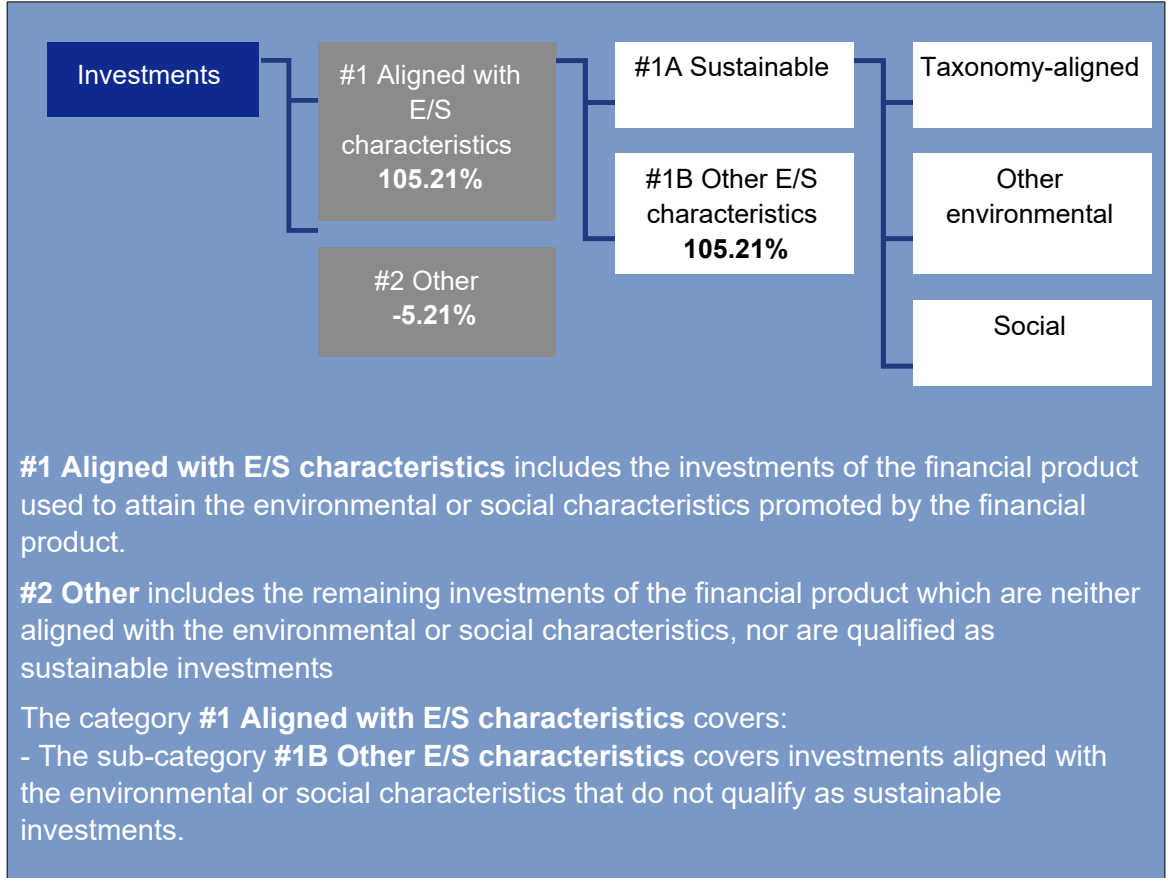 Investments
#1 Aligned with
E/S
characteristics
105.21%
#2 Other
-5.21%
#1A Sustainable
#1B Other E/S
characteristics
105.21%
Taxonomy-aligned
Other
environmental
Social
#1 Aligned with E/S characteristics includes the investments of the financial product
used to attain the environmental or social characteristics promoted by the financial
product.
#2 Other includes the remaining investments of the financial product which are neither
aligned with the environmental or social characteristics, nor are qualified as
sustainable investments
The category #1 Aligned with E/S characteristics covers:
- The sub-category #1B Other E/S characteristics covers investments aligned with
the environmental or social characteristics that do not qualify as sustainable
investments.